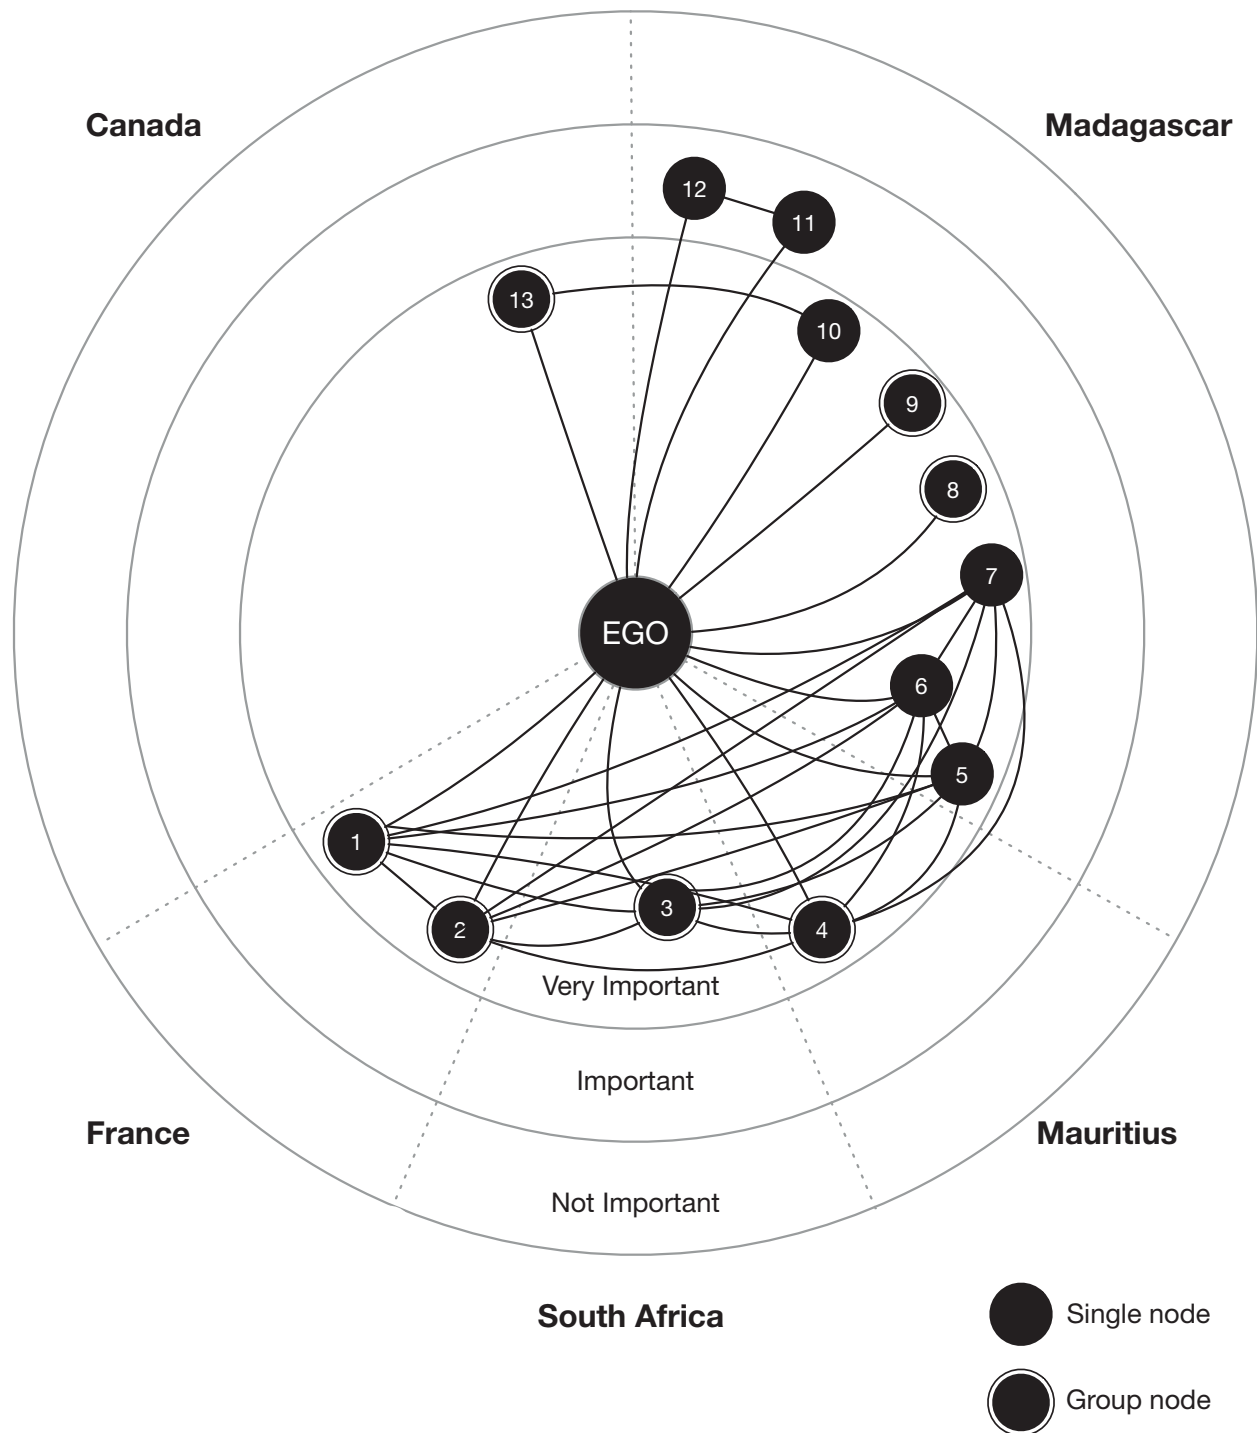 Canada
Madagascar
12
11
13
10
9
8
7
EGO
6
5
1
3
2
4
Very Important
Important
France
Mauritius
Not Important
South Africa
Single node
Group node